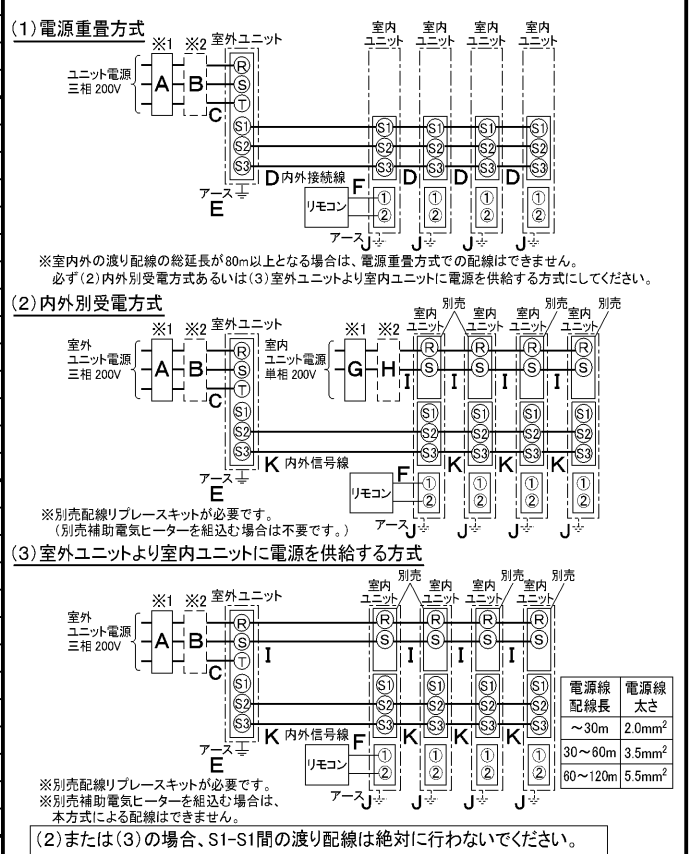 (1)電源重畳方式
※1 ※2 室外ユニット
室内ユニット 室内ユニット 室内ユニット 室内ユニット
ユニット電源
三相 200V
A B C
R
S
T
S1 S1 S1 S1 S1
S2 S2 S2 S2 S2
S3 S3 S3 S3 S3
D 内外接続線 F D D D
リモコン ① ① ① ①
② ② ② ②
アース
E
アース J J J J
※室内外の渡り配線の総延長が80m以上となる場合は、電源重畳方式での配線はできません。
必ず(2)内外別受電方式あるいは(3)室外ユニットより室内ユニットに電源を供給する方式にしてください。
(2)内外別受電方式
※1 ※2 室外ユニット
※1 ※2 室内ユニット 別売 室内ユニット 室内ユニット 別売 室内ユニット 別売
室外
ユニット電源
三相 200V
A B C
室内
ユニット電源
単相 200V
G H
R R R R R
S S S S S
T I I I I
S1 S1 S1 S1 S1
S2 S2 S2 S2 S2
S3 S3 S3 S3 S3
K 内外信号線 F K K K
リモコン ① ① ① ①
② ② ② ②
アース
E
アース J J J J
※別売配線リプレースキットが必要です。
(別売補助電気ヒーターを組込む場合は不要です。)
(3)室外ユニットより室内ユニットに電源を供給する方式
※1 ※2 室外ユニット
室内ユニット 別売 室内ユニット 室内ユニット 別売 室内ユニット 別売
室外
ユニット電源
三相 200V
A B C
R R R R R
S S S S S
T I I I I
S1 S1 S1 S1 S1
S2 S2 S2 S2 S2
S3 S3 S3 S3 S3
K 内外信号線 F K K K
リモコン ① ① ① ①
② ② ② ②
アース
E
アース J J J J
電源線配線長 電源線太さ
～30m 2.0mm²
30～60m 3.5mm²
60～120m 5.5mm²
※別売配線リプレースキットが必要です。
※別売補助電気ヒーターを組込む場合は、
本方式による配線はできません。
(2)または(3)の場合、S1-S1間の渡り配線は絶対に行わないでください。